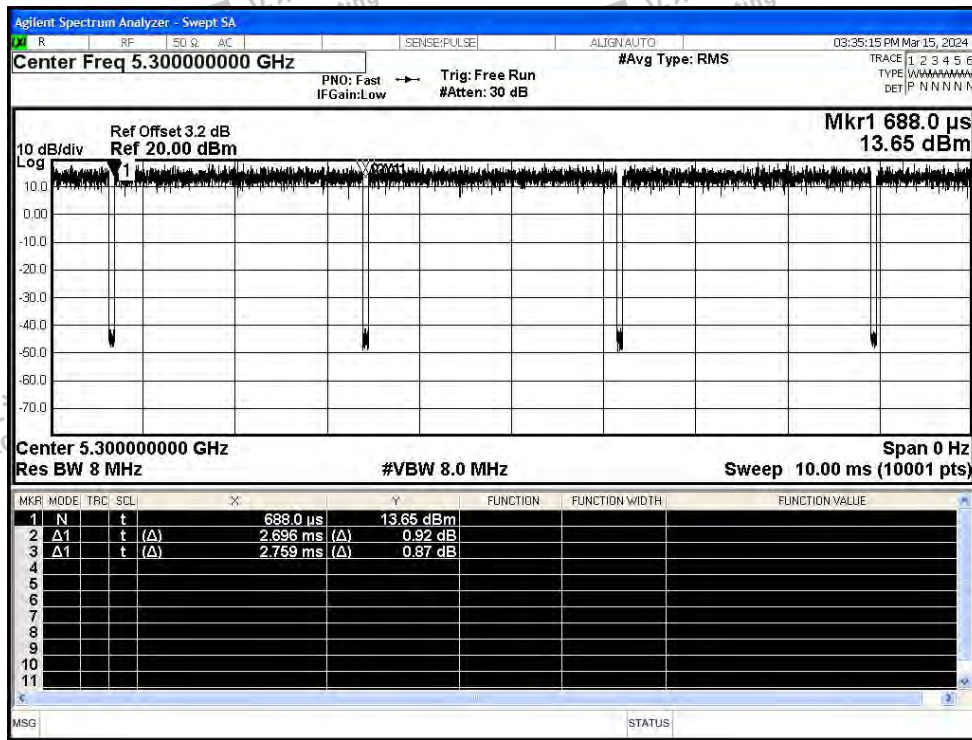 Agilent Spectrum Analyzer - Swept SA
R RF 50 Ω AC SENSE:PULSE ALIGN AUTO 03:35:15 PM Mar 15, 2024
Center Freq 5.300000000 GHz #Avg Type: RMS TRACE 1 2 3 4 5 6
PNO: Fast Trig: Free Run TYPE
IFGain:Low #Atten: 30 dB DET P N N N N N
Mkr1 688.0 µs
Ref Offset 3.2 dB
10 dB/div Ref 20.00 dBm 13.65 dBm
Log
1
10.0
0.00
-10.0
-20.0
-30.0
-40.0
-50.0
-60.0
-70.0
Center 5.300000000 GHz Span 0 Hz
Res BW 8 MHz #VBW 8.0 MHz Sweep 10.00 ms (10001 pts)
MKR MODE TRC SCL X Y FUNCTION FUNCTION WIDTH FUNCTION VALUE
1 N t 688.0 µs 13.65 dBm
2 Δ1 t (Δ) 2.696 ms (Δ) 0.92 dB
3 Δ1 t (Δ) 2.759 ms (Δ) 0.87 dB
4
5
6
7
8
9
10
11
MSG STATUS